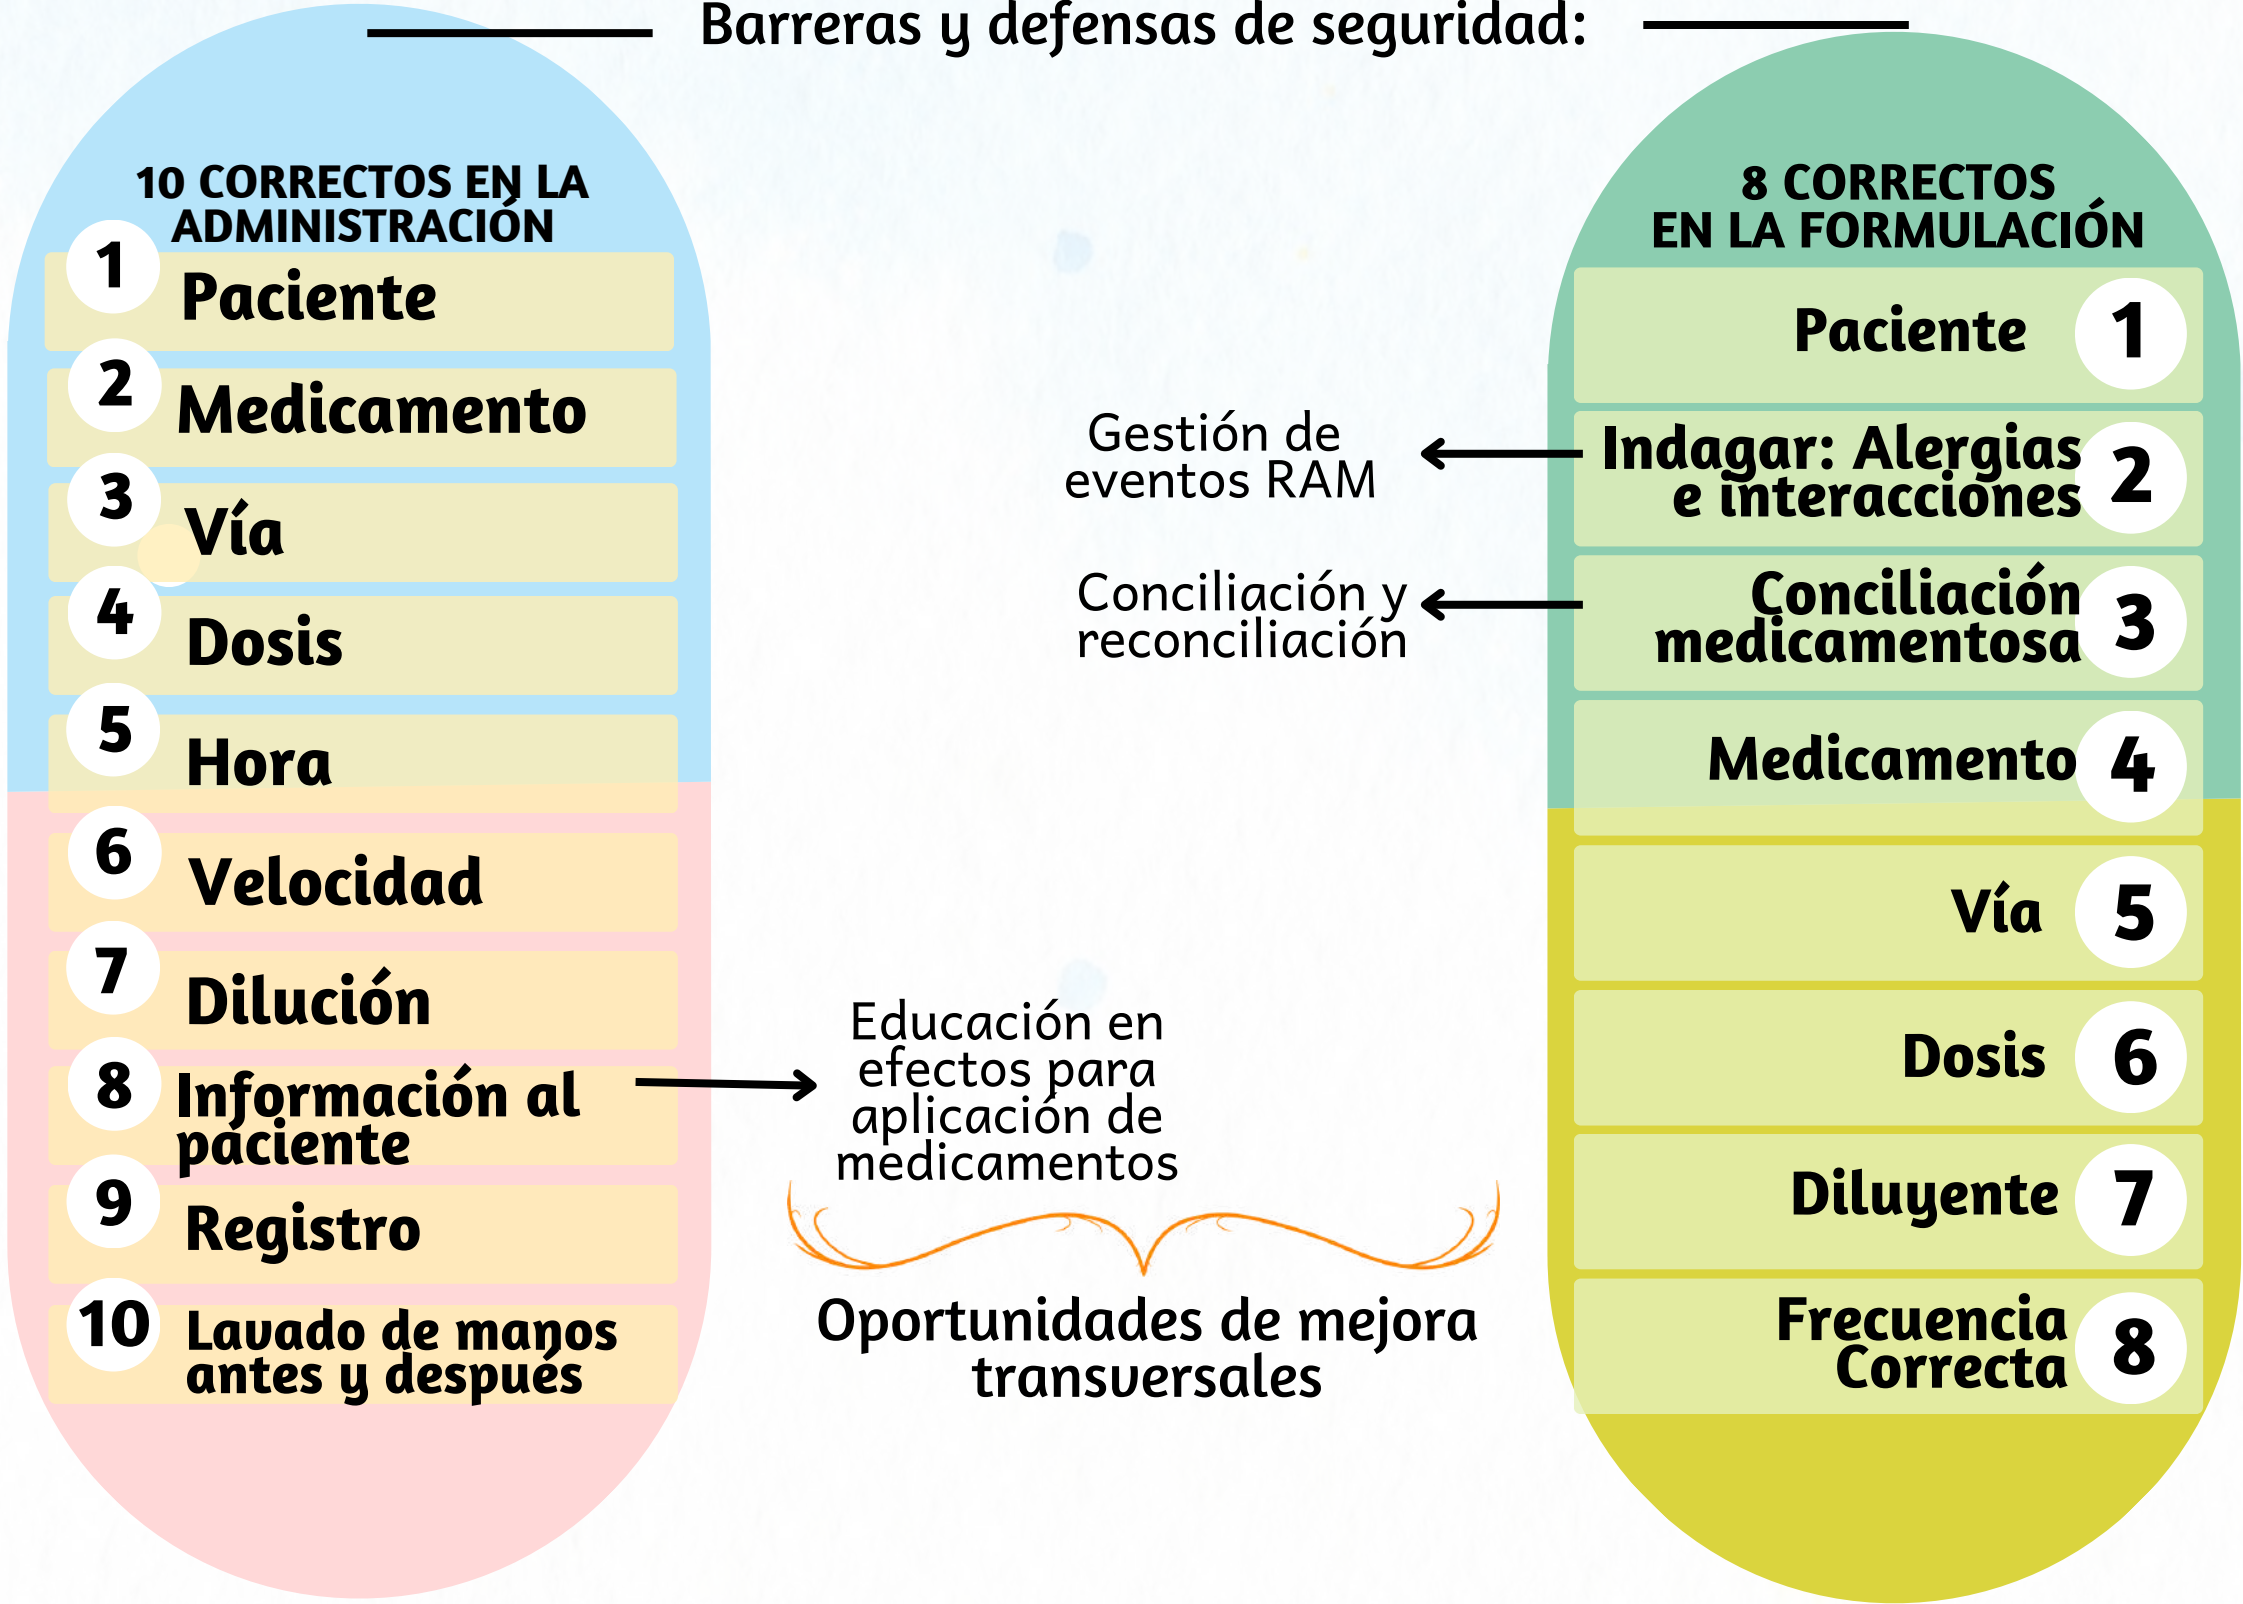 Barreras y defensas de seguridad:
10 CORRECTOS EN LA
ADMINISTRACIÓN
1
Paciente
2
Medicamento
3
Vía
4
Dosis
5
Hora
6
Velocidad
7
Dilución
8
Información al
paciente
9
Registro
10
Lavado de manos
antes y después
Gestión de
eventos RAM
Conciliación y
reconciliación
Educación en
efectos para
aplicación de
medicamentos
Oportunidades de mejora
transversales
8 CORRECTOS
EN LA FORMULACIÓN
Paciente
1
Indagar: Alergias
e interacciones
2
Conciliación
medicamentosa
3
Medicamento
4
Vía
5
Dosis
6
Diluyente
7
Frecuencia
Correcta
8